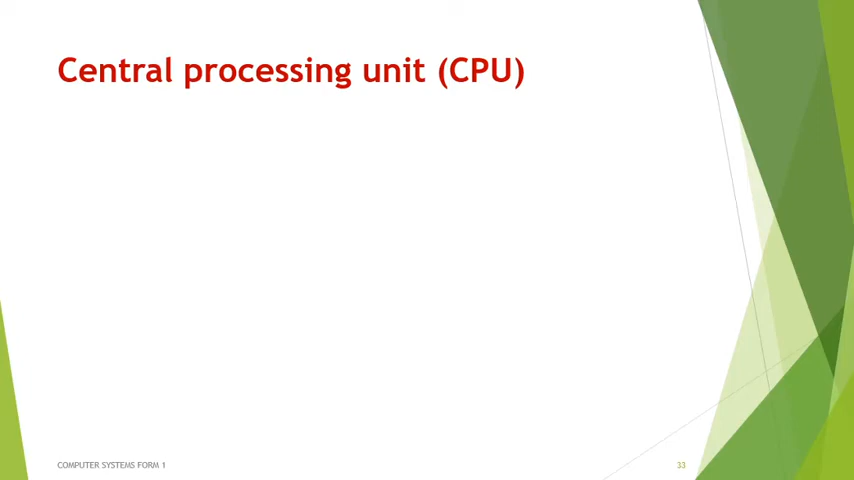 Central processing unit (CPU)
COMPUTER SYSTEMS FORM 1
33